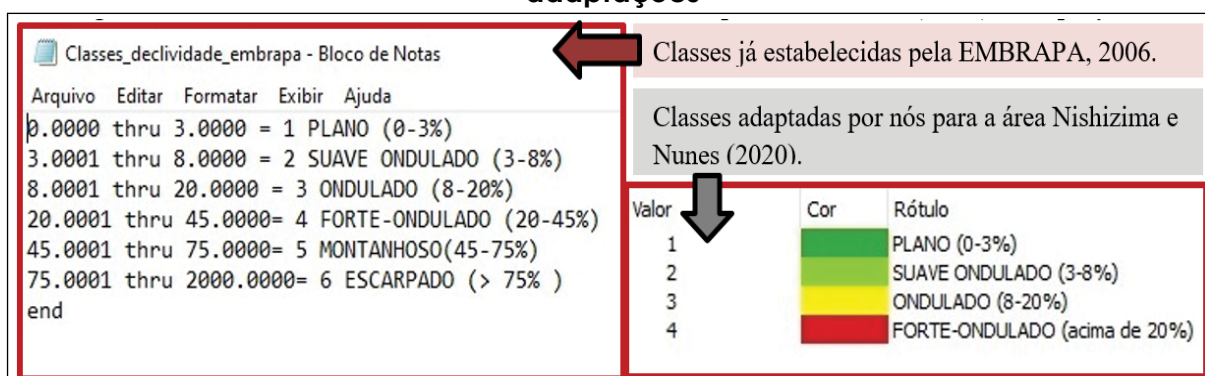 adaptações
Classes_declividade_embrapa - Bloco de Notas
Arquivo Editar Formatar Exibir Ajuda
0.0000 thru 3.0000 = 1 PLANO (0-3%)
3.0001 thru 8.0000 = 2 SUAVE ONDULADO (3-8%)
8.0001 thru 20.0000 = 3 ONDULADO (8-20%)
20.0001 thru 45.0000= 4 FORTE-ONDULADO (20-45%)
45.0001 thru 75.0000= 5 MONTANHOSO(45-75%)
75.0001 thru 2000.0000= 6 ESCARPADO (> 75% )
end
Classes já estabelecidas pela EMBRAPA, 2006.
Classes adaptadas por nós para a área Nishizima e
Nunes (2020).
Valor Cor Rótulo
1 PLANO (0-3%)
2 SUAVE ONDULADO (3-8%)
3 ONDULADO (8-20%)
4 FORTE-ONDULADO (acima de 20%)